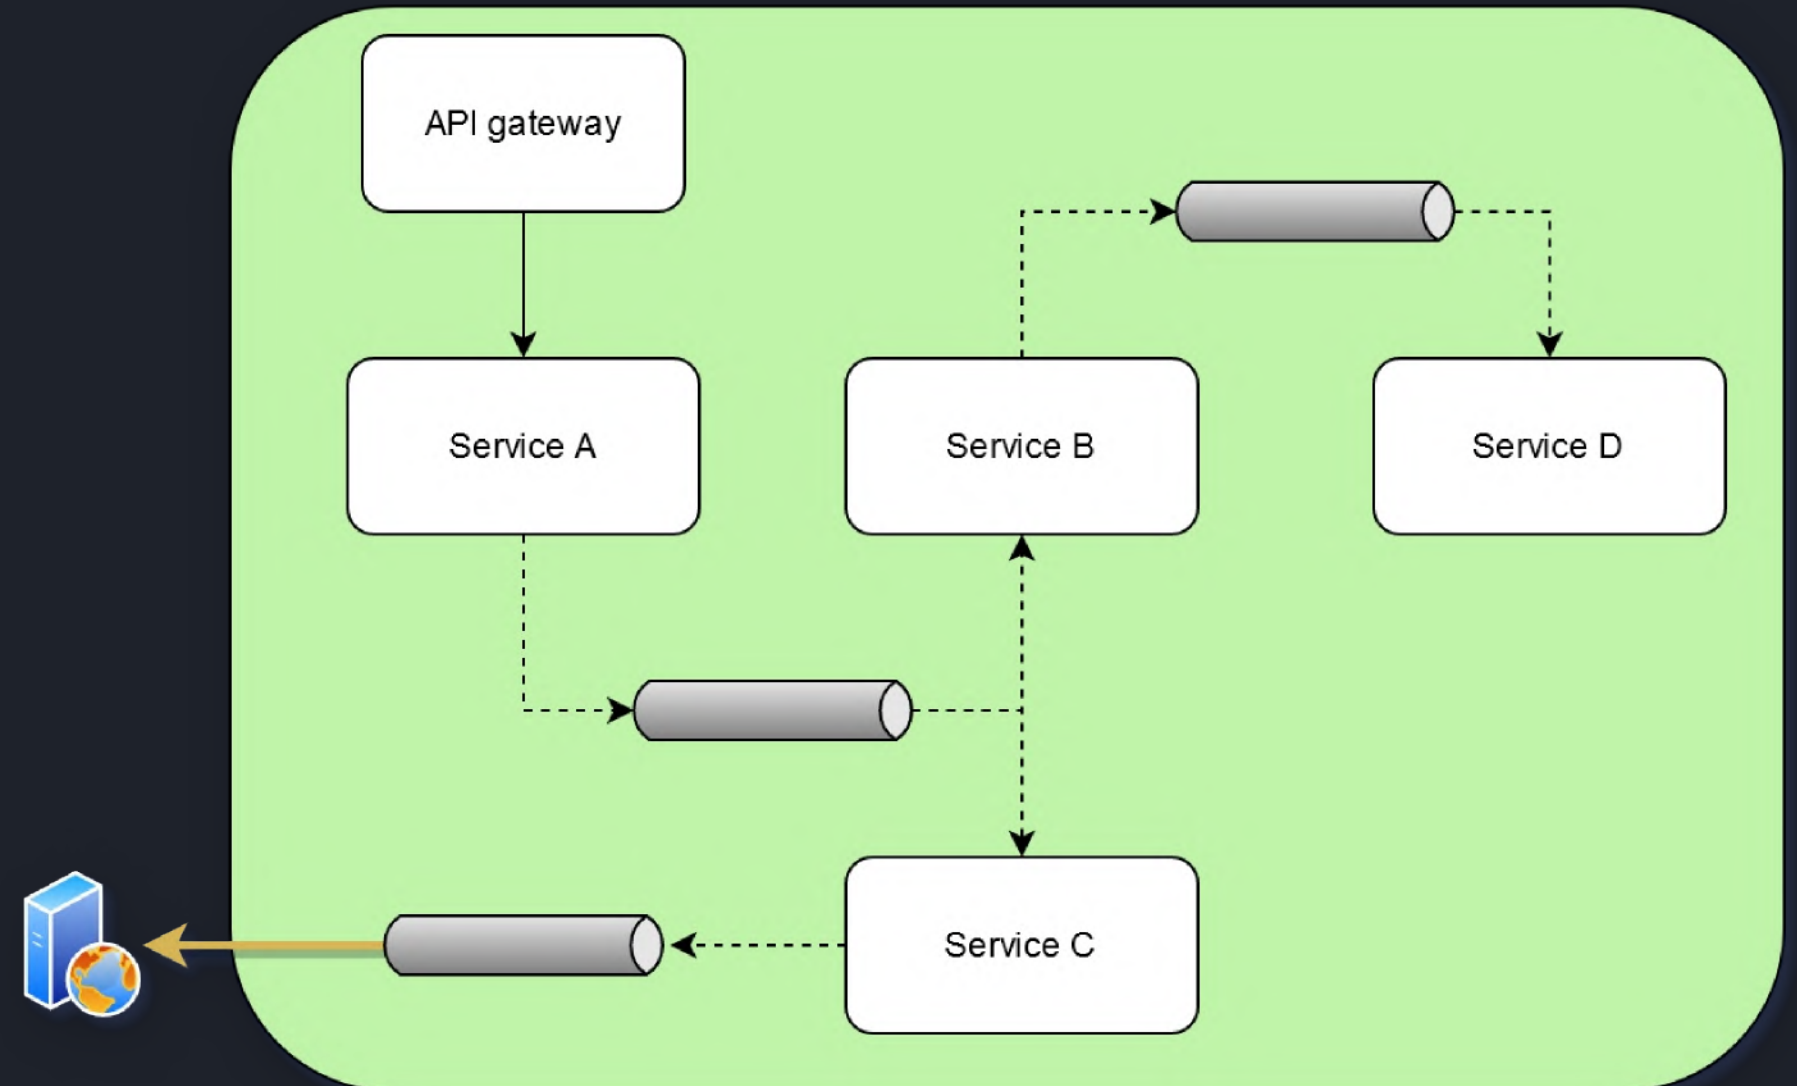 API gateway
Service A
Service B
Service D
Service C